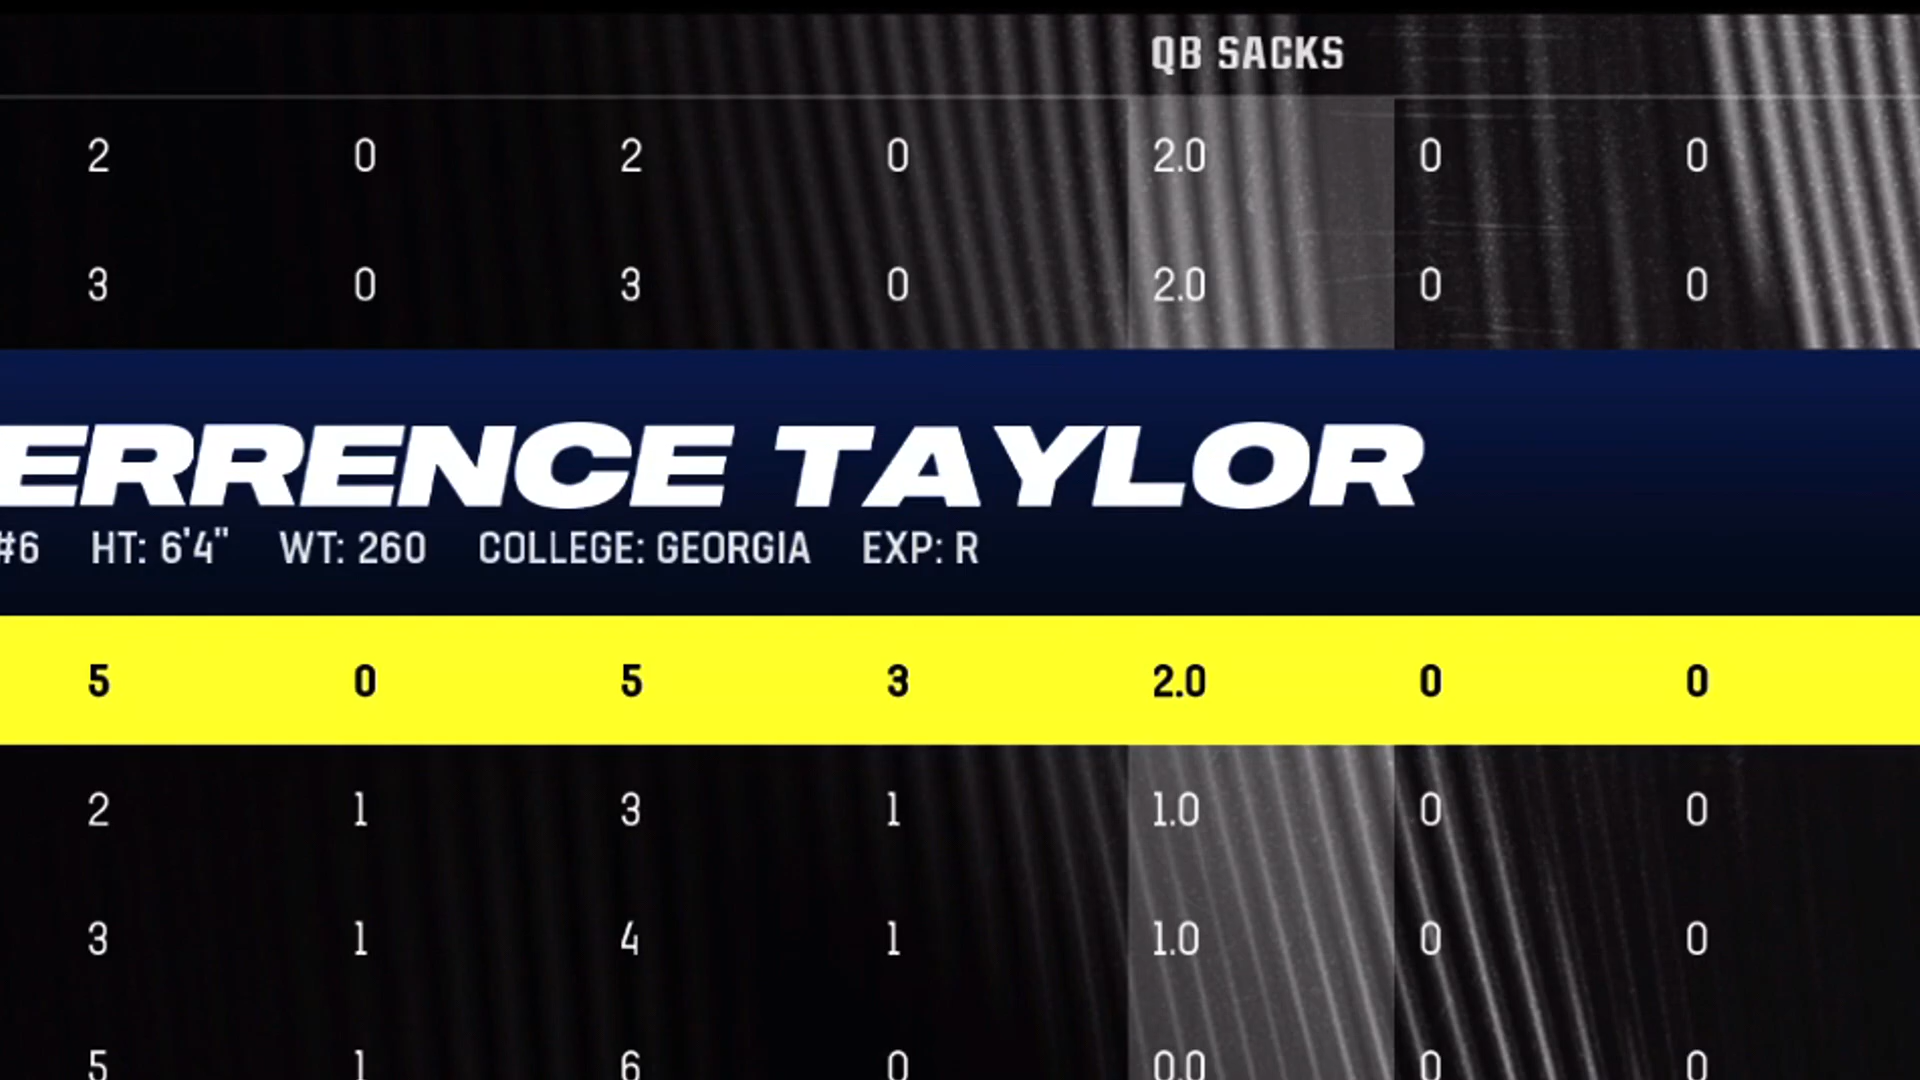 QB SACKS
2 0 2 0 2.0 0 0
3 0 3 0 2.0 0 0
ERRENCE TAYLOR
#6 HT: 6'4" WT: 260 COLLEGE: GEORGIA EXP: R
5 0 5 3 2.0 0 0
2 1 3 1 1.0 0 0
3 1 4 1 1.0 0 0
5 1 6 0 0.0 0 0